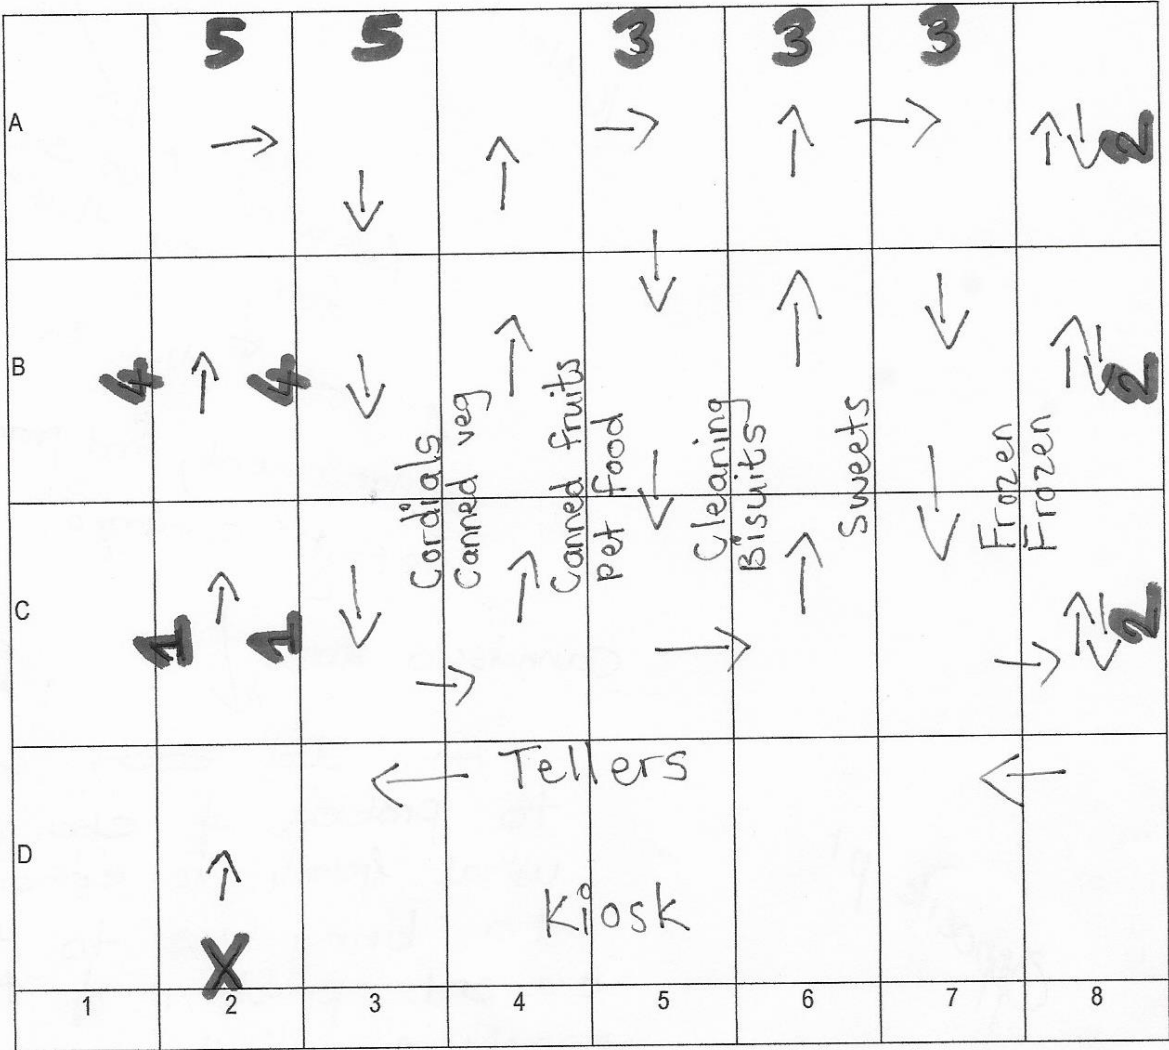 5 5 3 3 3
A
2
B
4 4 2
Cordials
Canned veg
Canned fruits
pet food
Cleaning
Bisuits
Sweets
Frozen
Frozen
C
1 1 2
Tellers
D
Kiosk
X
1 2 3 4 5 6 7 8